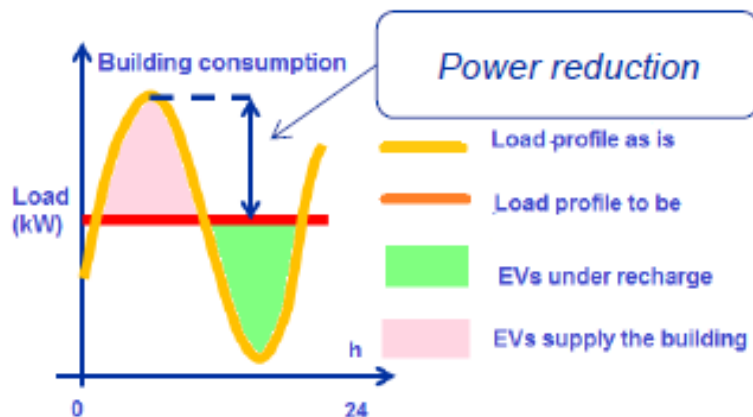 Building consumption
Power reduction
Load
(kW)
Load profile as is
Load profile to be
EVs under recharge
EVs supply the building
h
0
24